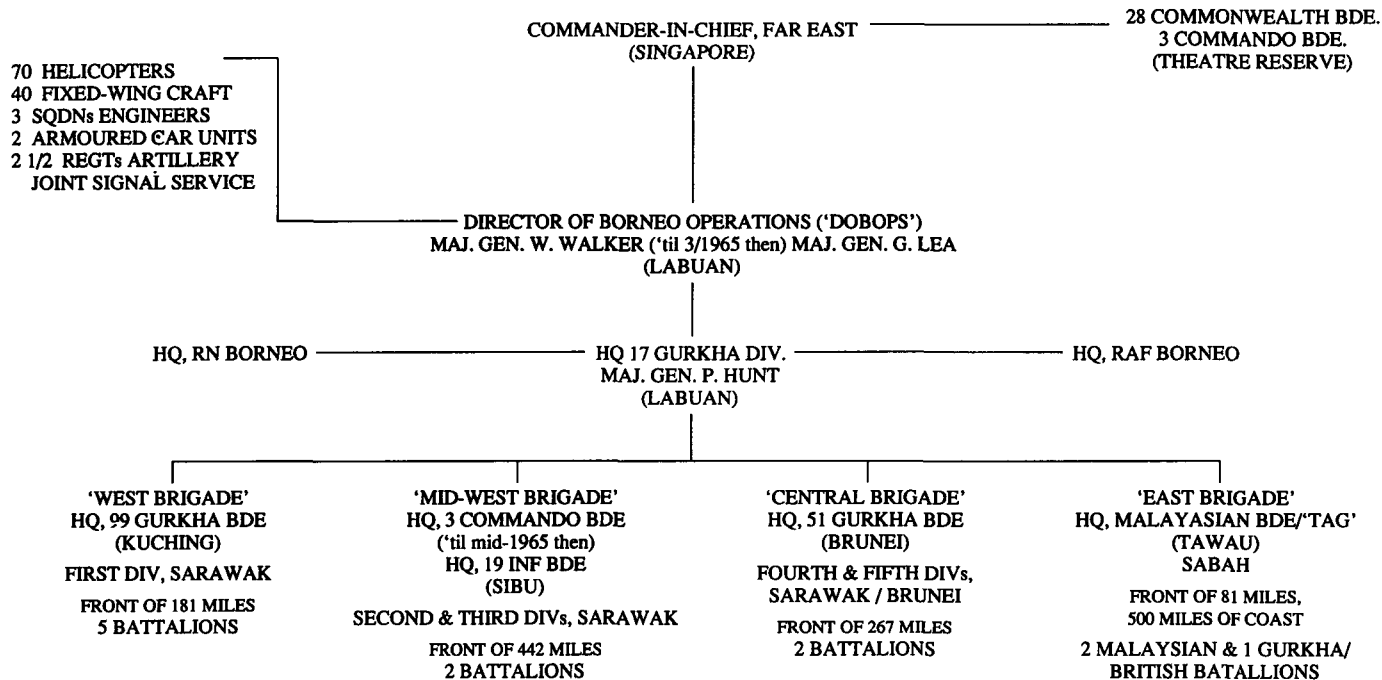 COMMANDER-IN-CHIEF, FAR EAST
(SINGAPORE)
28 COMMONWEALTH BDE.
3 COMMANDO BDE.
(THEATRE RESERVE)
70 HELICOPTERS
40 FIXED-WING CRAFT
3 SQDNs ENGINEERS
2 ARMOURED CAR UNITS
2 1/2 REGTs ARTILLERY
JOINT SIGNAL SERVICE
DIRECTOR OF BORNEO OPERATIONS (‘DOBOPS’)
MAJ. GEN. W. WALKER (‘til 3/1965 then) MAJ. GEN. G. LEA
(LABUAN)
HQ, RN BORNEO
HQ 17 GURKHA DIV.
MAJ. GEN. P. HUNT
(LABUAN)
HQ, RAF BORNEO
‘WEST BRIGADE’
HQ, 99 GURKHA BDE
(KUCHING)
FIRST DIV, SARAWAK
FRONT OF 181 MILES
5 BATTALIONS
‘MID-WEST BRIGADE’
HQ, 3 COMMANDO BDE
(‘til mid-1965 then)
HQ, 19 INF BDE
(SIBU)
SECOND & THIRD DIVs, SARAWAK
FRONT OF 442 MILES
2 BATTALIONS
‘CENTRAL BRIGADE’
HQ, 51 GURKHA BDE
(BRUNEI)
FOURTH & FIFTH DIVs,
SARAWAK / BRUNEI
FRONT OF 267 MILES
2 BATTALIONS
‘EAST BRIGADE’
HQ, MALAYASIAN BDE/‘TAG’
(TAWAU)
SABAH
FRONT OF 81 MILES,
500 MILES OF COAST
2 MALAYSIAN & 1 GURKHA/
BRITISH BATALLIONS